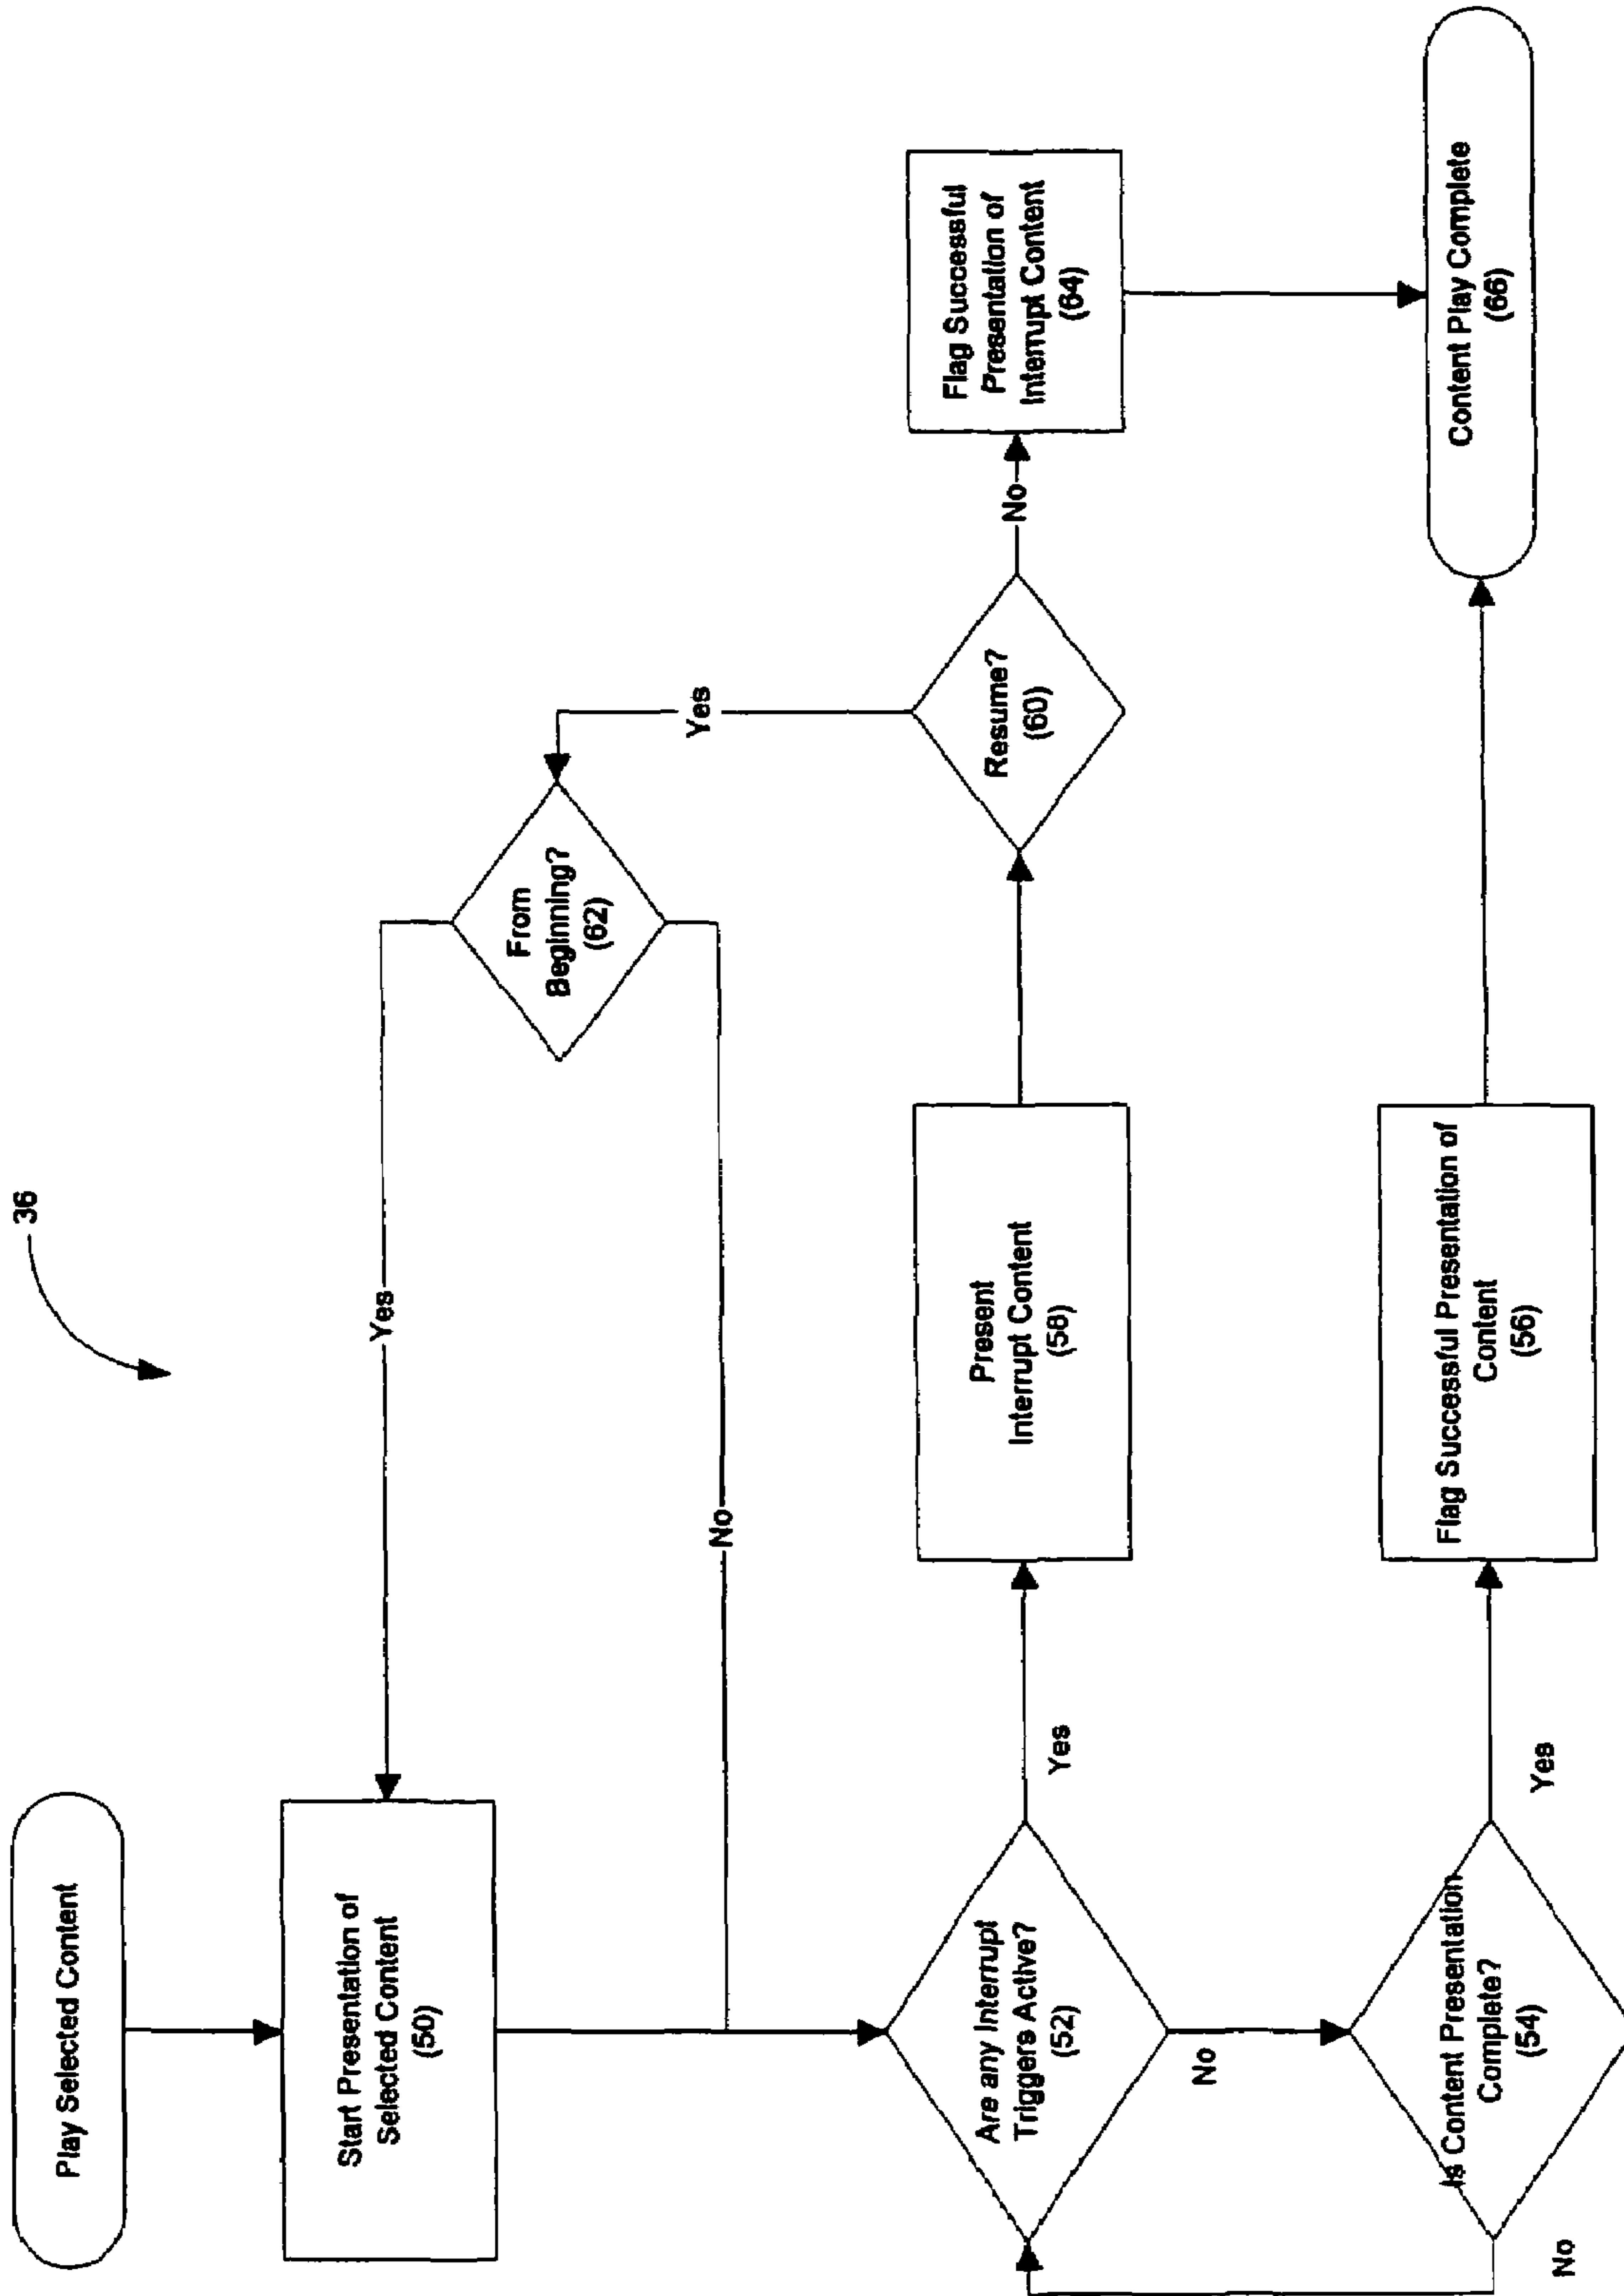 36
Play Selected Content
Start Presentation of
Selected Content
(50)
Yes
From
Beginning?
(62)
No
Yes
Are any Interrupt
Triggers Active?
(52)
Yes
Present
Interrupt Content
(58)
Resume?
(60)
No
Flag Successful
Presentation of
Interrupt Content
(64)
No
Is Content Presentation
Complete?
(54)
Yes
Flag Successful Presentation of
Content
(56)
Content Play Complete
(66)
No